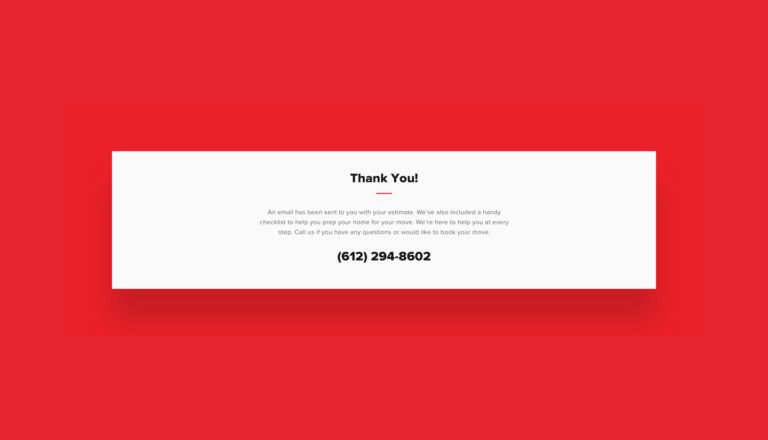 Thank You!
An email has been sent to you with your estimate. We've also included a handy
checklist to help you prep your home for your move. We're here to help you at every
step. Call us if you have any questions or would like to book your move.
(612) 294-8602